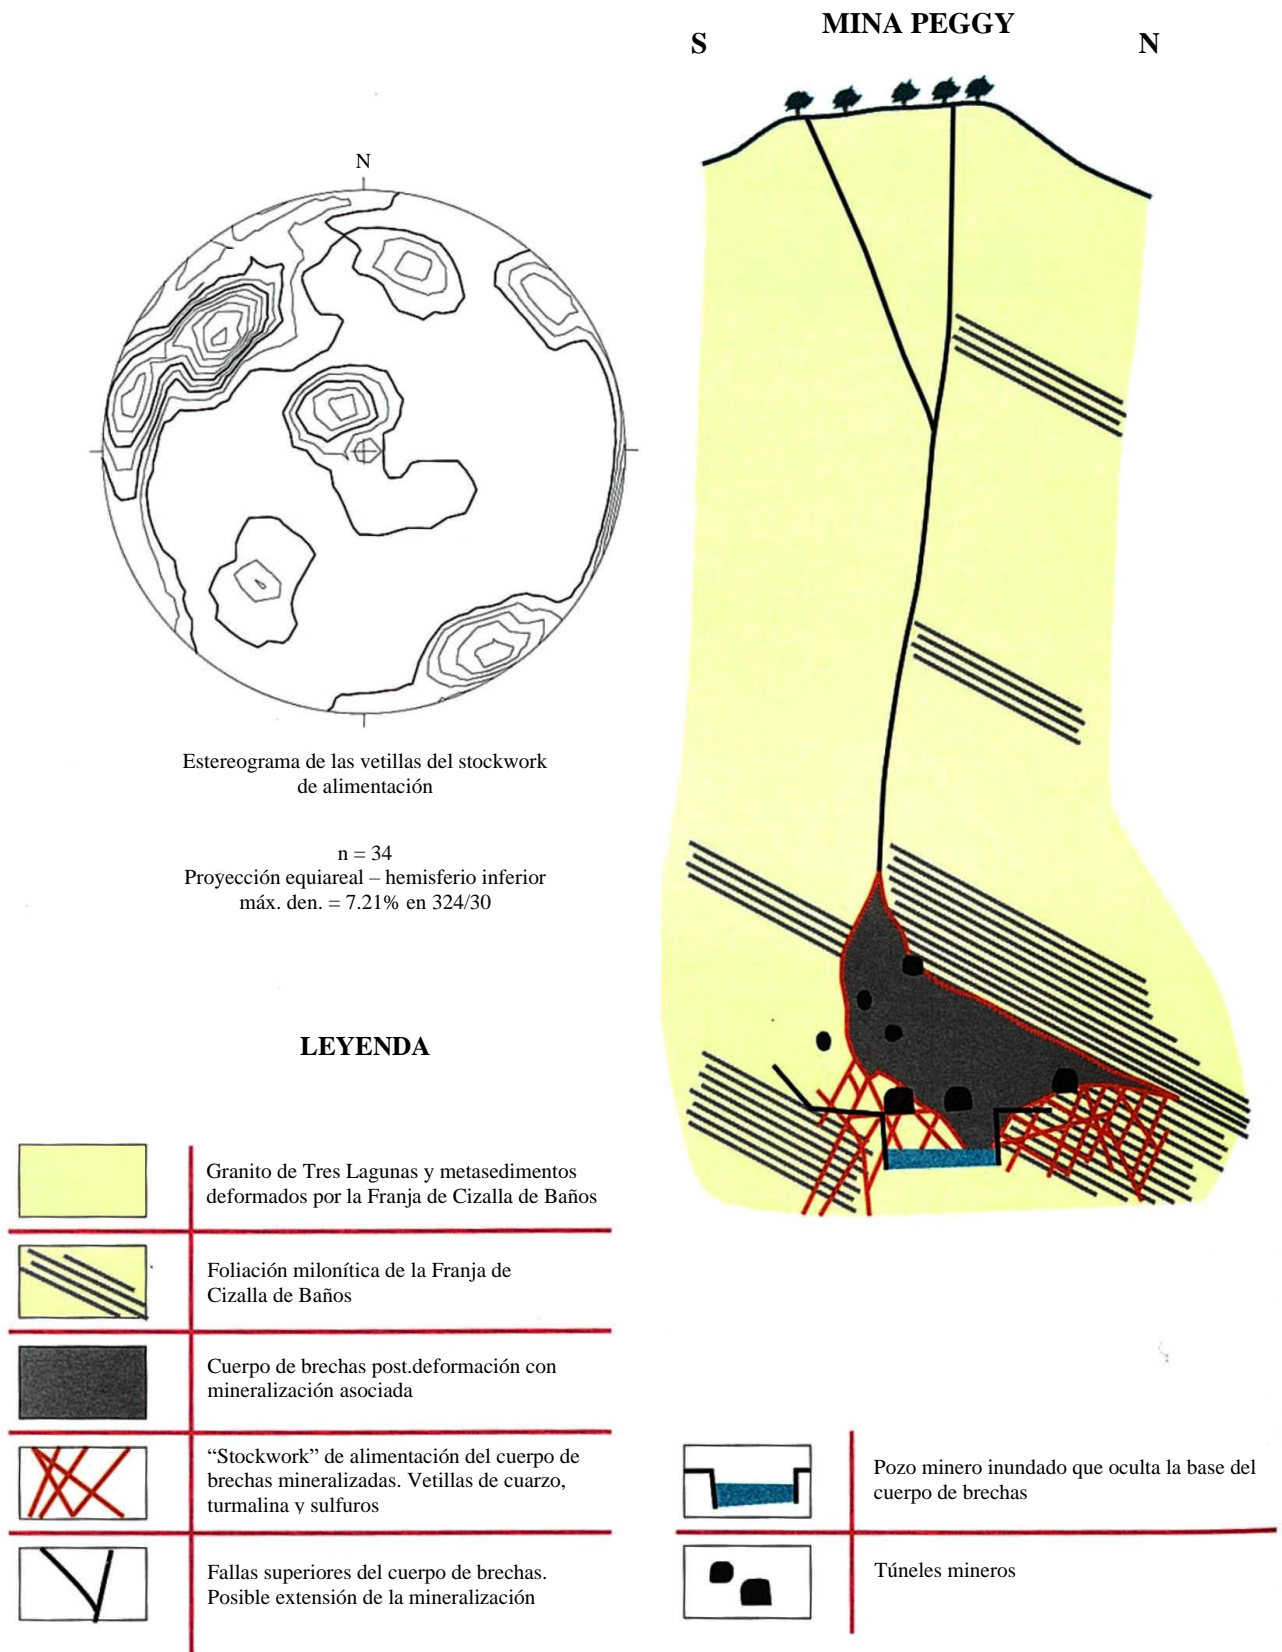 MINA PEGGY
S
N
N
Estereograma de las vetillas del stockwork
de alimentación
n = 34
Proyección equiareal – hemisferio inferior
máx. den. = 7.21% en 324/30
LEYENDA
Granito de Tres Lagunas y metasedimentos
deformados por la Franja de Cizalla de Baños
Foliación milonítica de la Franja de
Cizalla de Baños
Cuerpo de brechas post.deformación con
mineralización asociada
“Stockwork” de alimentación del cuerpo de
brechas mineralizadas. Vetillas de cuarzo,
turmalina y sulfuros
Fallas superiores del cuerpo de brechas.
Posible extensión de la mineralización
Pozo minero inundado que oculta la base del
cuerpo de brechas
Túneles mineros